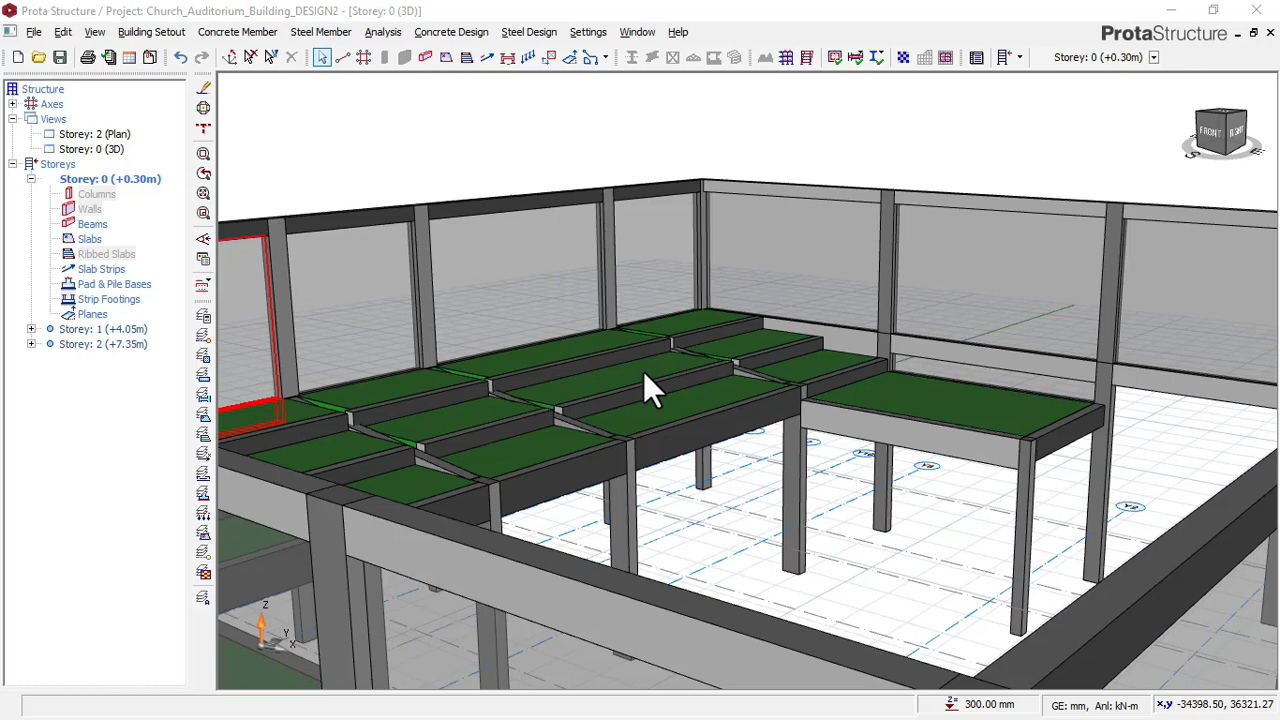 Prota Structure / Project: Church_Auditorium_Building_DESIGN2 - [Storey: 0 (3D)]
File Edit View Building Setout Concrete Member Steel Member Analysis Concrete Design Steel Design Settings Window Help
ProtaStructure
Storey: 0 (+0.30m)
Structure
Axes
Views
Storey: 2 (Plan)
Storey: 0 (3D)
Storeys
Storey: 0 (+0.30m)
Columns
Walls
Beams
Slabs
Ribbed Slabs
Slab Strips
Pad & Pile Bases
Strip Footings
Planes
Storey: 1 (+4.05m)
Storey: 2 (+7.35m)
FRONT
RIGHT
S
E
Z
Y
X
Z=
300.00 mm
GE: mm, Anl: kN-m
x,y -34398.50, 36321.27